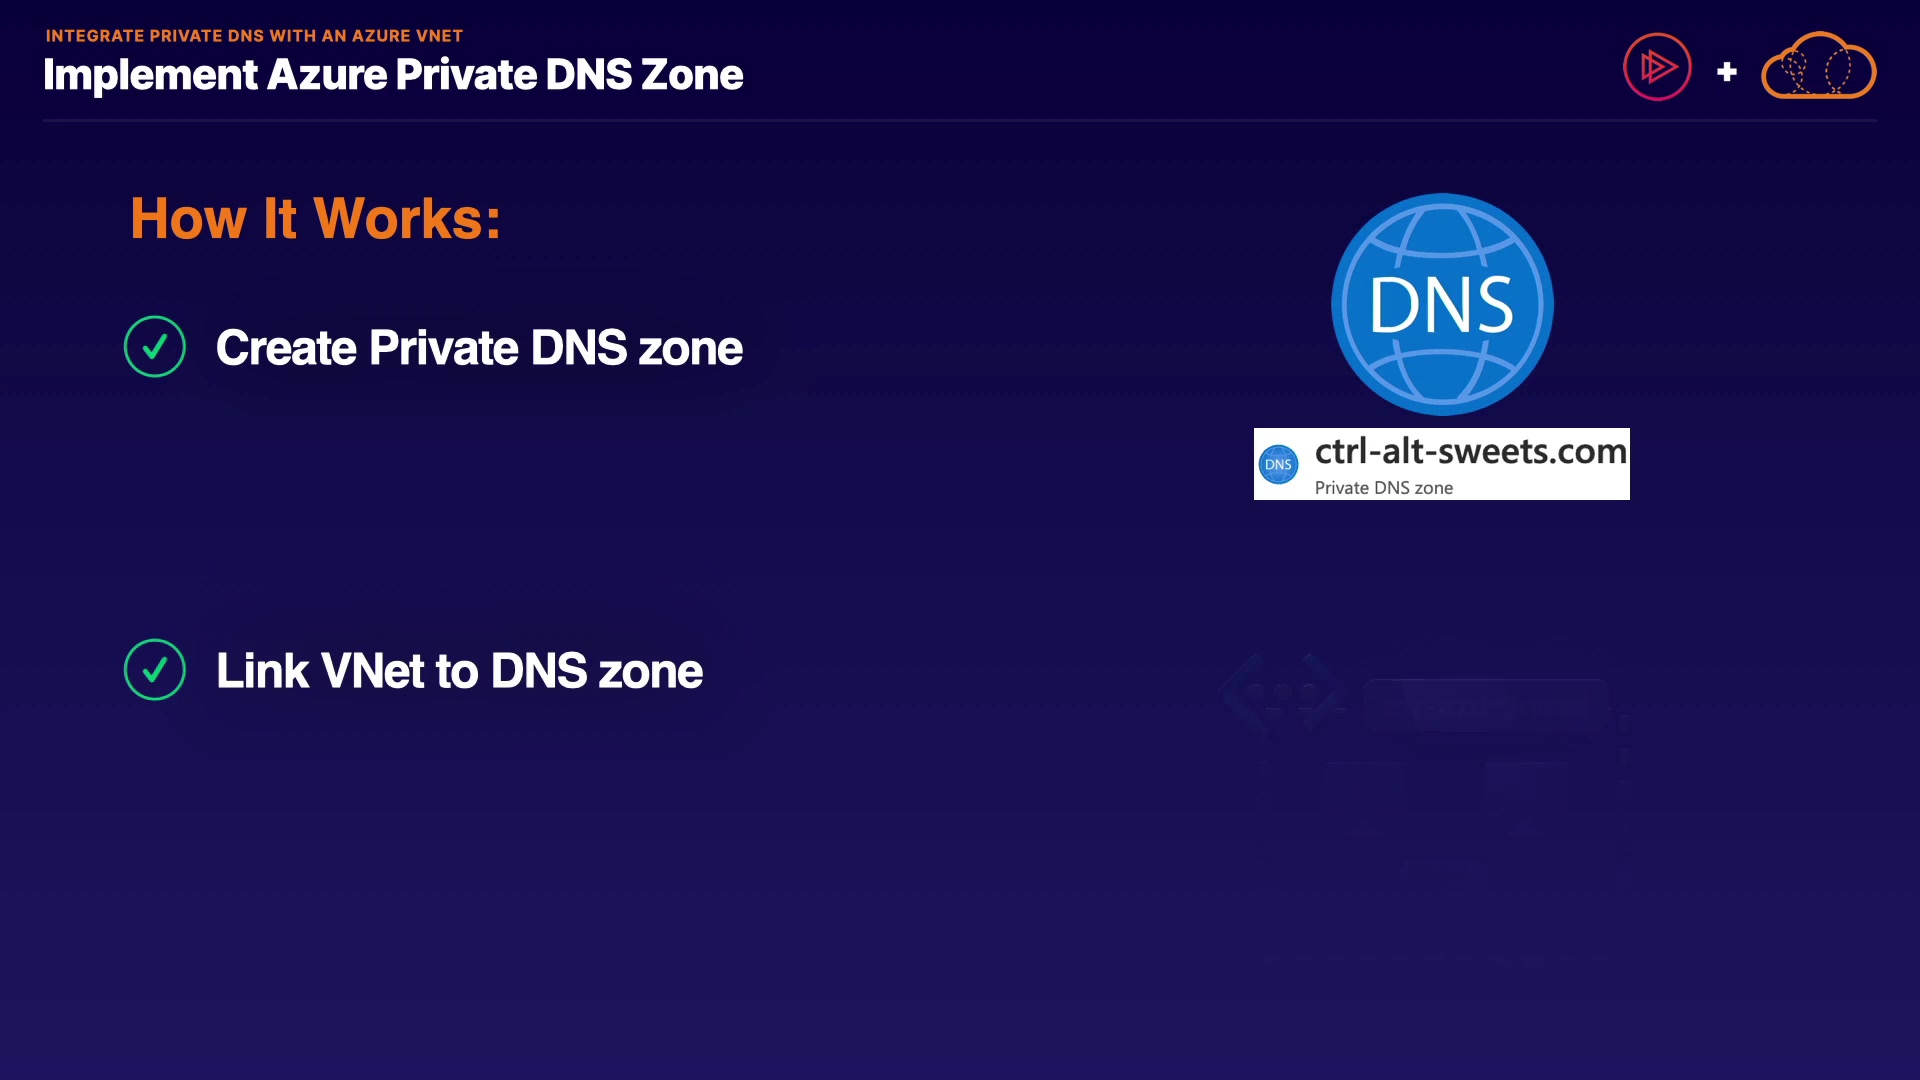 INTEGRATE PRIVATE DNS WITH AN AZURE VNET
Implement Azure Private DNS Zone
How It Works:
Create Private DNS zone
DNS
DNS
ctrl-alt-sweets.com
Private DNS zone
Link VNet to DNS zone